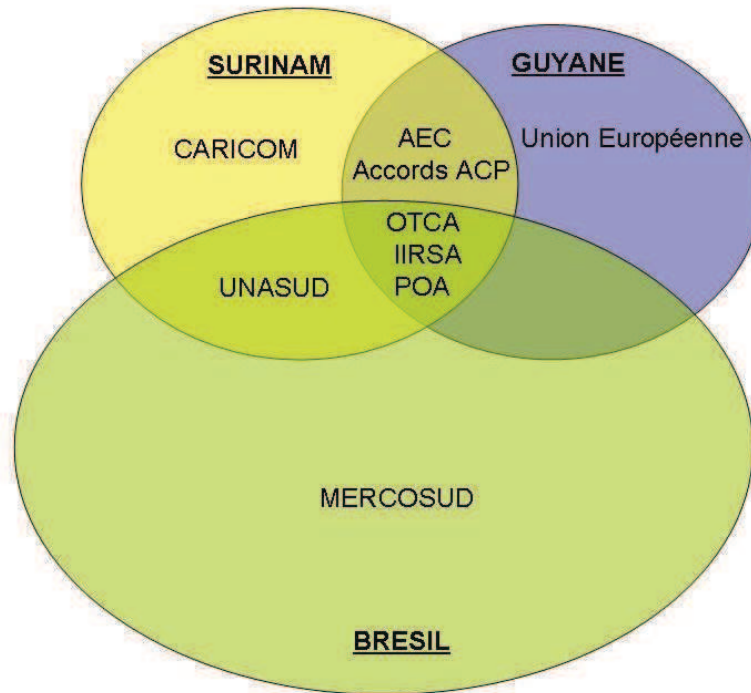 SURINAM
GUYANE
CARICOM
AEC
Accords ACP
Union Européenne
OTCA
IIRSA
POA
UNASUD
MERCOSUD
BRESIL